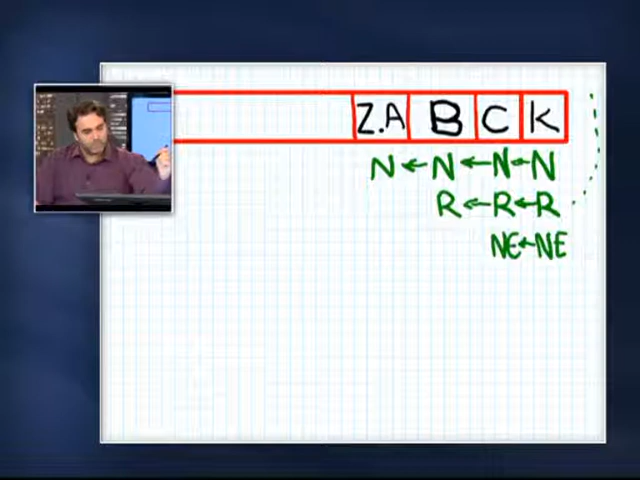 Z.A B C K
N ← N ← N ← N
R ← R ← R
NE ← NE